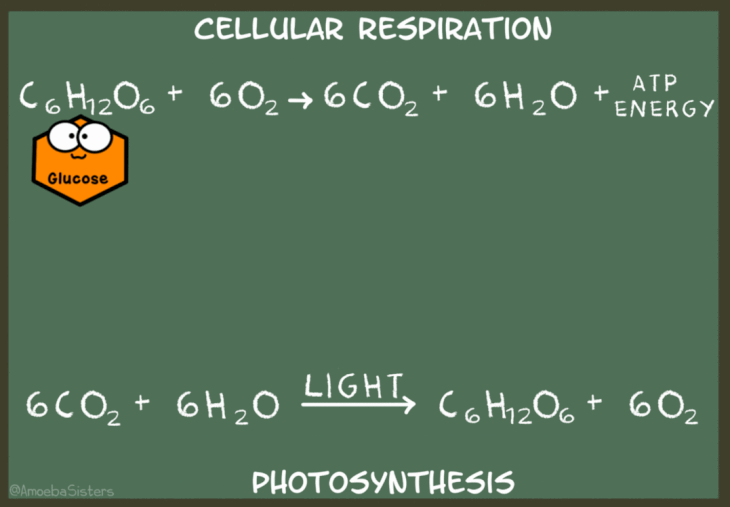 CELLULAR RESPIRATION
C₆H₁₂O₆ + 6O₂ → 6CO₂ + 6H₂O + ATP ENERGY
Glucose
6CO₂ + 6H₂O LIGHT → C₆H₁₂O₆ + 6O₂
@AmoebaSisters
PHOTOSYNTHESIS